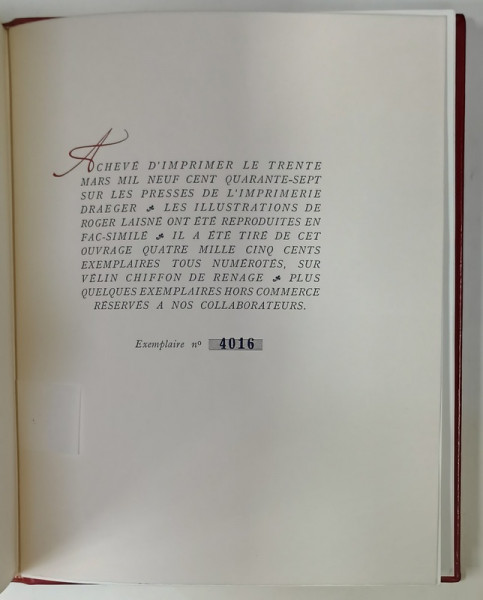 ACHEVÉ D'IMPRIMER LE TRENTE
MARS MIL NEUF CENT QUARANTE-SEPT
SUR LES PRESSES DE L'IMPRIMERIE
DRAEGER ❧ LES ILLUSTRATIONS DE
ROGER LAISNÉ ONT ÉTÉ REPRODUITES EN
FAC-SIMILÉ ❧ IL A ÉTÉ TIRÉ DE CET
OUVRAGE QUATRE MILLE CINQ CENTS
EXEMPLAIRES TOUS NUMÉROTÉS, SUR
VÉLIN CHIFFON DE RENAGE ❧ PLUS
QUELQUES EXEMPLAIRES HORS COMMERCE
RÉSERVÉS A NOS COLLABORATEURS.
Exemplaire nº 4016